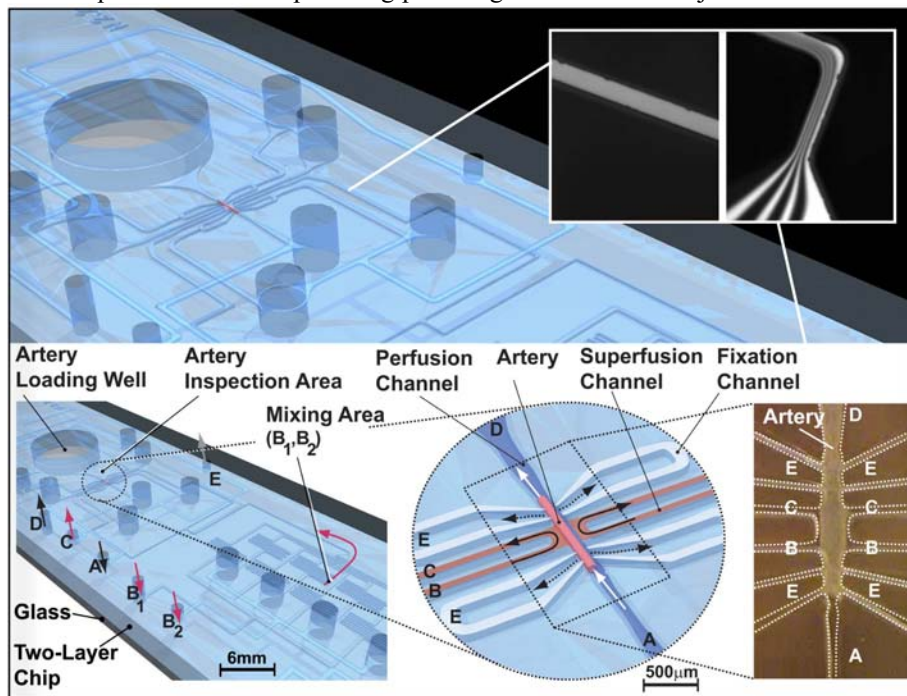 Artery
Loading Well
Artery
Inspection Area
Mixing Area
(B1,B2)
Perfusion
Channel
Artery
Superfusion
Channel
Fixation
Channel
E
D
C
A
B1
B2
Glass
Two-Layer
Chip
6mm
D
E
C
B
E
A
500µm
Artery
D
E
E
C
C
B
B
E
E
A